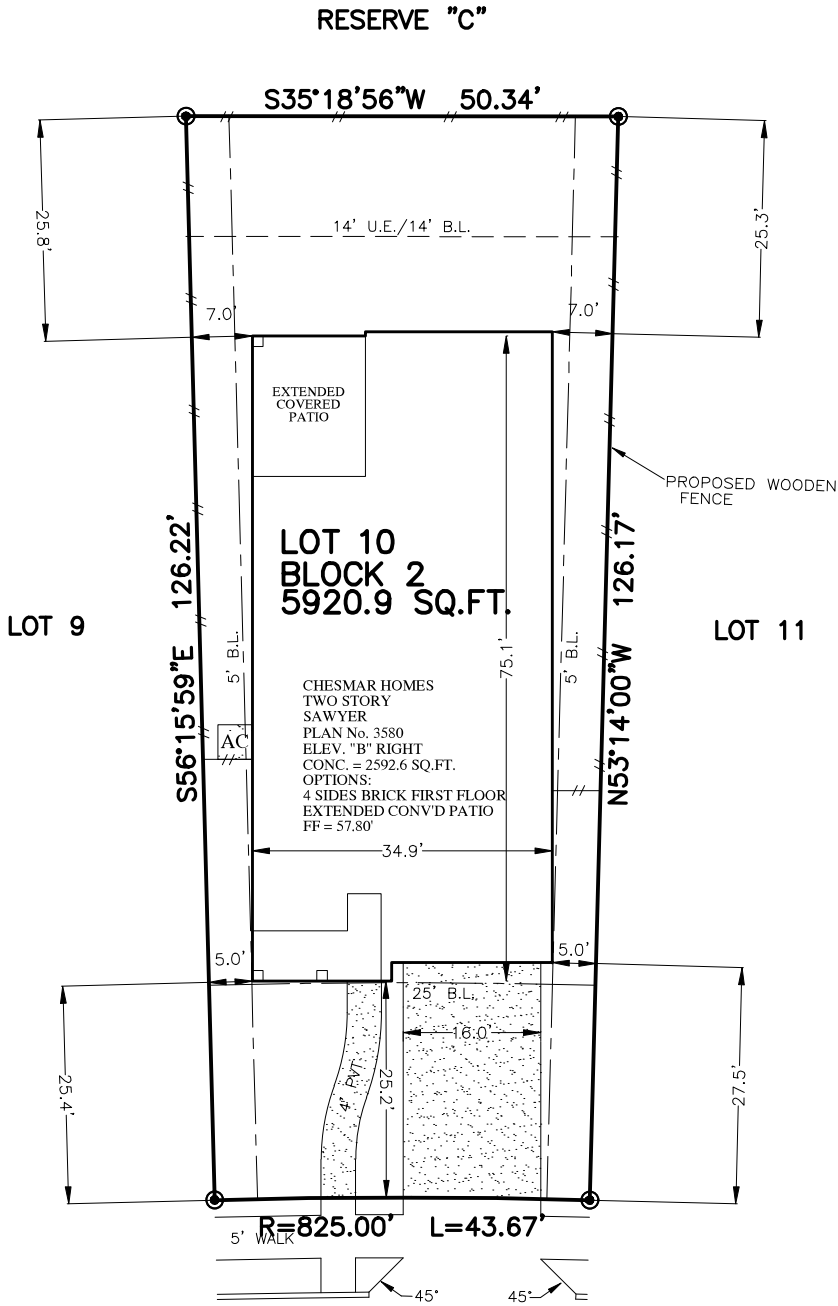 RESERVE "C"
S35°18'56"W 50.34'
25.8'
25.3'
14' U.E./14' B.L.
7.0'
7.0'
EXTENDED
COVERED
PATIO
PROPOSED WOODEN
FENCE
LOT 10
BLOCK 2
5920.9 SQ.FT.
S56°15'59"E 126.22'
N53°14'00"W 126.17'
LOT 9
LOT 11
5' B.L.
75.1'
5' B.L.
CHESMAR HOMES
TWO STORY
SAWYER
PLAN No. 3580
ELEV. "B" RIGHT
CONC. = 2592.6 SQ.FT.
OPTIONS:
4 SIDES BRICK FIRST FLOOR
EXTENDED CONV'D PATIO
FF = 57.80'
AC
34.9'
5.0'
5.0'
25' B.L.
16.0'
4' PVT.
25.2'
25.4'
27.5'
R=825.00' L=43.67'
5' WALK
45°
45°